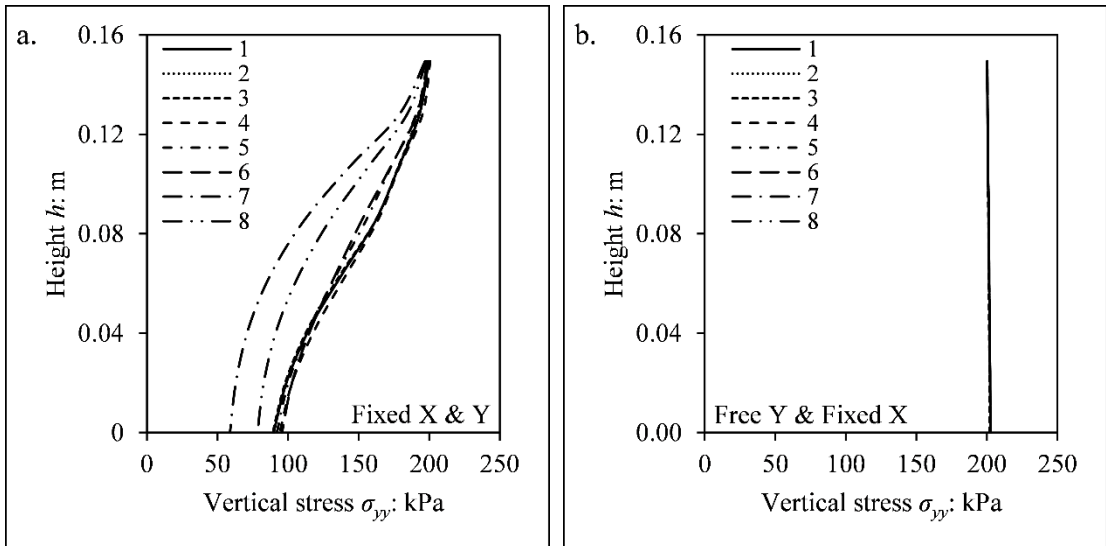 a.
0.16
0.12
0.08
0.04
0
Height h: m
1
2
3
4
5
6
7
8
Fixed X & Y
0 50 100 150 200 250
Vertical stress σyy: kPa
b.
0.16
0.12
0.08
0.04
0.00
Height h: m
1
2
3
4
5
6
7
8
Free Y & Fixed X
0 50 100 150 200 250
Vertical stress σyy: kPa